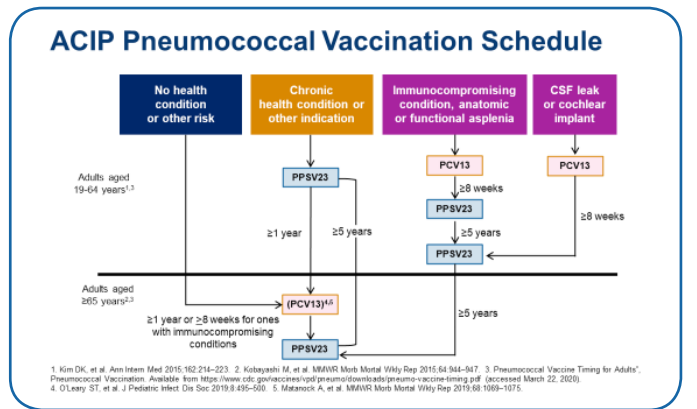 ACIP Pneumococcal Vaccination Schedule
No health
condition
or other risk
Chronic
health condition or
other indication
Immunocompromising
condition, anatomic
or functional asplenia
CSF leak
or cochlear
implant
Adults aged
19-64 years1,3
PPSV23
PCV13
PCV13
≥8 weeks
PPSV23
≥1 year
≥5 years
≥5 years
≥8 weeks
PPSV23
Adults aged
≥65 years2,3
(PCV13)4,5
≥1 year or ≥8 weeks for ones
with immunocompromising
conditions
≥5 years
PPSV23
1. Kim DK, et al. Ann Intern Med 2015;162:214–223. 2. Kobayashi M, et al. MMWR Morb Mortal Wkly Rep 2015;64:944–947. 3. Pneumococcal Vaccine Timing for Adults",
Pneumococcal Vaccination. Available from https://www.cdc.gov/vaccines/vpd/pneumo/downloads/pneumo-vaccine-timing.pdf (accessed March 22, 2020).
4. O'Leary ST, et al. J Pediatric Infect Dis Soc 2019;8:495–500. 5. Matanock A, et al. MMWR Morb Mortal Wkly Rep 2019;68:1069–1075.